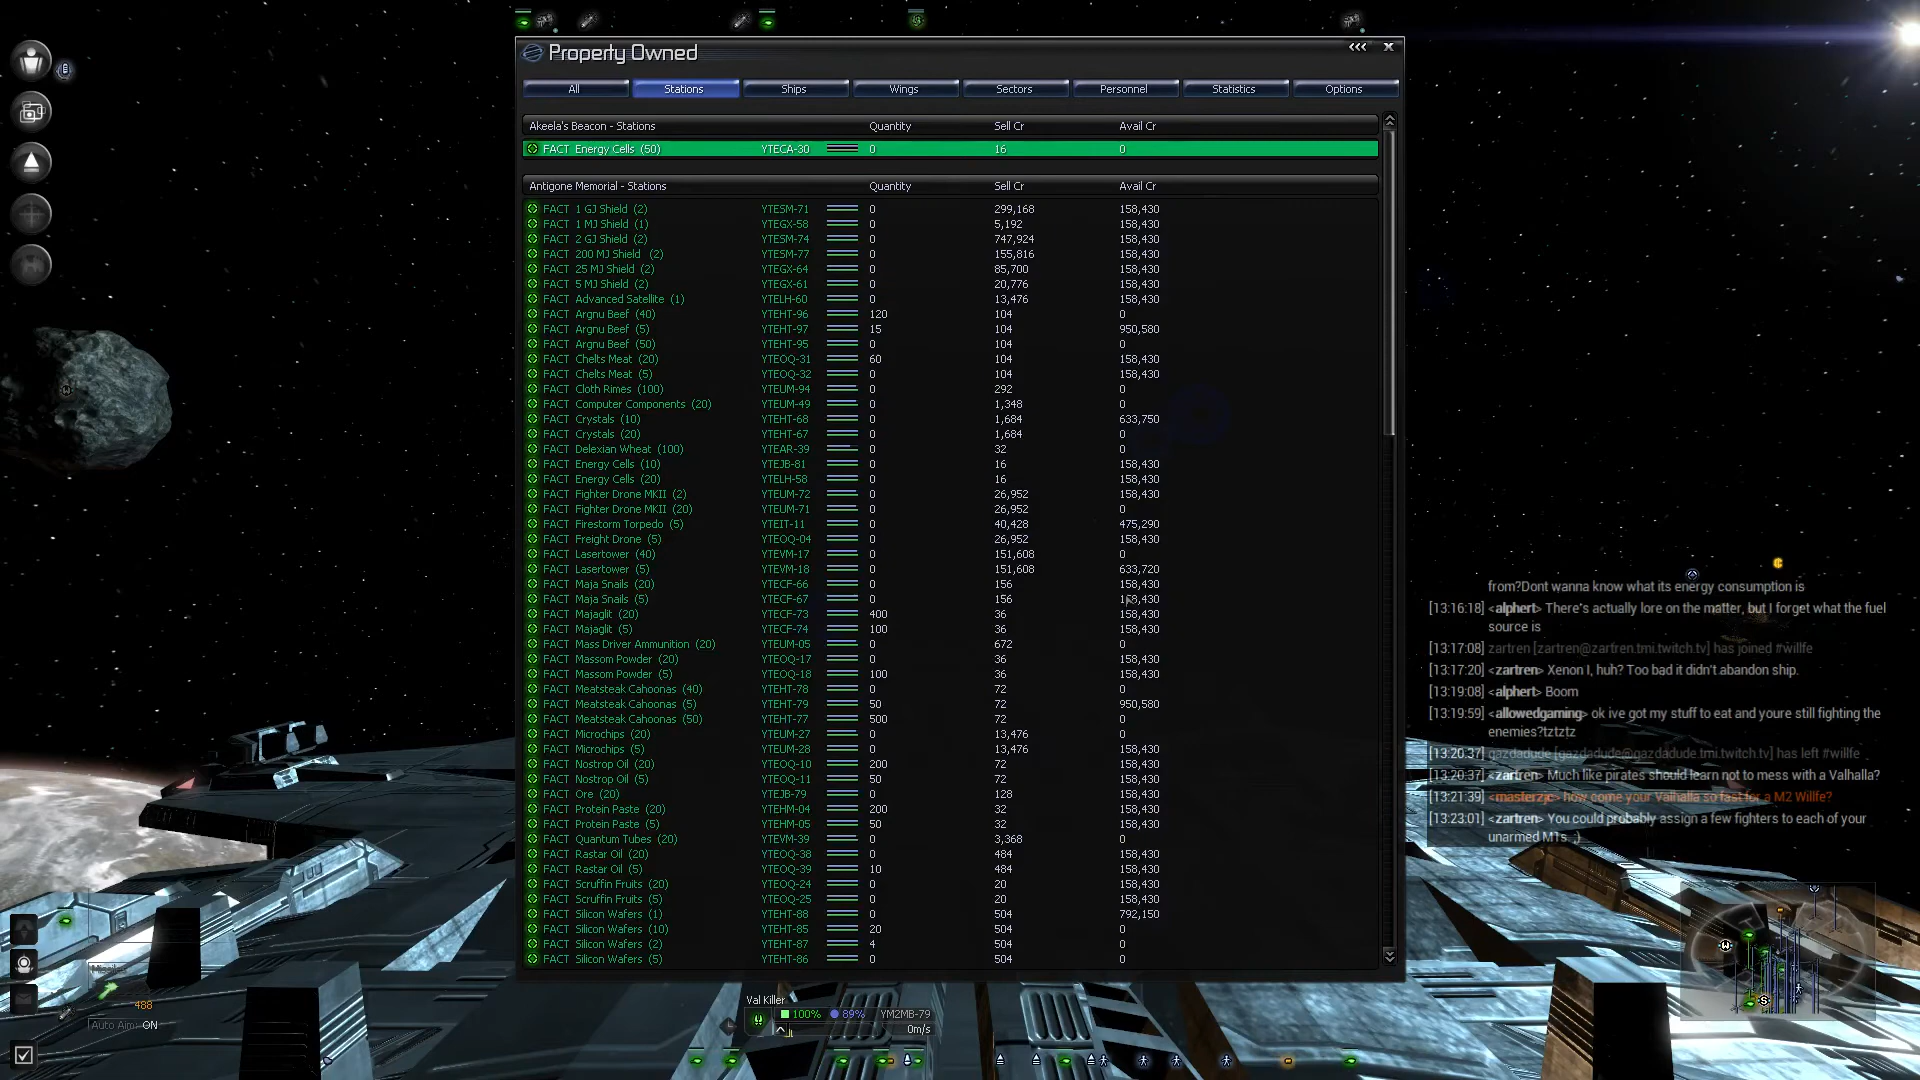 Property Owned
All Stations Ships Wings Sectors Personnel Statistics Options
Akeela's Beacon - Stations Quantity Sell Cr Avail Cr
FACT Energy Cells (50) YTECA-30 0 16 0
Antigone Memorial - Stations Quantity Sell Cr Avail Cr
FACT 1 GJ Shield (2) YTESM-71 0 299,168 158,430
FACT 1 MJ Shield (1) YTEGX-58 0 5,192 158,430
FACT 2 GJ Shield (2) YTESM-74 0 747,924 158,430
FACT 200 MJ Shield (2) YTESM-77 0 155,816 158,430
FACT 25 MJ Shield (2) YTEGX-64 0 85,700 158,430
FACT 5 MJ Shield (2) YTEGX-61 0 20,776 158,430
FACT Advanced Satellite (1) YTELH-60 0 13,476 158,430
FACT Argnu Beef (40) YTEHT-96 120 104 0
FACT Argnu Beef (5) YTEHT-97 15 104 950,580
FACT Argnu Beef (50) YTEHT-95 0 104 0
FACT Chelts Meat (20) YTEOQ-31 60 104 158,430
FACT Chelts Meat (5) YTEOQ-32 0 104 158,430
FACT Cloth Rimes (100) YTEUM-94 0 292 0
FACT Computer Components (20) YTEUM-49 0 1,348 0
FACT Crystals (10) YTEHT-68 0 1,684 633,750
FACT Crystals (20) YTEHT-67 0 1,684 0
FACT Delexian Wheat (100) YTEAR-39 0 32 0
FACT Energy Cells (10) YTEJB-81 0 16 158,430
FACT Energy Cells (20) YTELH-58 0 16 158,430
FACT Fighter Drone MKII (2) YTEUM-72 0 26,952 158,430
FACT Fighter Drone MKII (20) YTEUM-71 0 26,952 0
FACT Firestorm Torpedo (5) YTEIT-11 0 40,428 475,290
FACT Freight Drone (5) YTEOQ-04 0 26,952 158,430
FACT Lasertower (40) YTEVM-17 0 151,608 0
FACT Lasertower (5) YTEVM-18 0 151,608 633,720
FACT Maja Snails (20) YTECF-66 0 156 158,430
FACT Maja Snails (5) YTECF-67 0 156 158,430
FACT Majaglit (20) YTECF-73 400 36 158,430
FACT Majaglit (5) YTECF-74 100 36 158,430
FACT Mass Driver Ammunition (20) YTEUM-05 0 672 0
FACT Massom Powder (20) YTEOQ-17 0 36 158,430
FACT Massom Powder (5) YTEOQ-18 100 36 158,430
FACT Meatsteak Cahoonas (40) YTEHT-78 0 72 0
FACT Meatsteak Cahoonas (5) YTEHT-79 50 72 950,580
FACT Meatsteak Cahoonas (50) YTEHT-77 500 72 0
FACT Microchips (20) YTEUM-27 0 13,476 0
FACT Microchips (5) YTEUM-28 0 13,476 158,430
FACT Nostrop Oil (20) YTEOQ-10 200 72 158,430
FACT Nostrop Oil (5) YTEOQ-11 50 72 158,430
FACT Ore (20) YTEJB-79 0 128 158,430
FACT Protein Paste (20) YTEHM-04 200 32 158,430
FACT Protein Paste (5) YTEHM-05 50 32 158,430
FACT Quantum Tubes (20) YTEVM-39 0 3,368 0
FACT Rastar Oil (20) YTEOQ-38 0 484 158,430
FACT Rastar Oil (5) YTEOQ-39 10 484 158,430
FACT Scruffin Fruits (20) YTEOQ-24 0 20 158,430
FACT Scruffin Fruits (5) YTEOQ-25 0 20 158,430
FACT Silicon Wafers (1) YTEHT-88 0 504 792,150
FACT Silicon Wafers (10) YTEHT-85 20 504 0
FACT Silicon Wafers (2) YTEHT-87 4 504 0
FACT Silicon Wafers (5) YTEHT-86 0 504 0
from?Dont wanna know what its energy consumption is
[13:16:18] <alphert> There's actually lore on the matter, but I forget what the fuel
source is
[13:17:08] zartren [zartren@zartren.tmi.twitch.tv] has joined #willfe
[13:17:20] <zartren> Xenon I, huh? Too bad it didn't abandon ship.
[13:19:08] <alphert> Boom
[13:19:59] <allowedgaming> ok ive got my stuff to eat and youre still fighting the
enemies?tztztz
[13:20:37] gazdadude [gazdadude@gazdadude.tmi.twitch.tv] has left #willfe
[13:20:37] <zartren> Much like pirates should learn not to mess with a Valhalla?
[13:21:39] <masterzjc> how come your Valhalla so fast for a M2 Willfe?
[13:23:01] <zartren> You could probably assign a few fighters to each of your
unarmed M1s. ;)
488
Auto Aim: ON
Val Killer
100% 89% YM2MB-79
0m/s